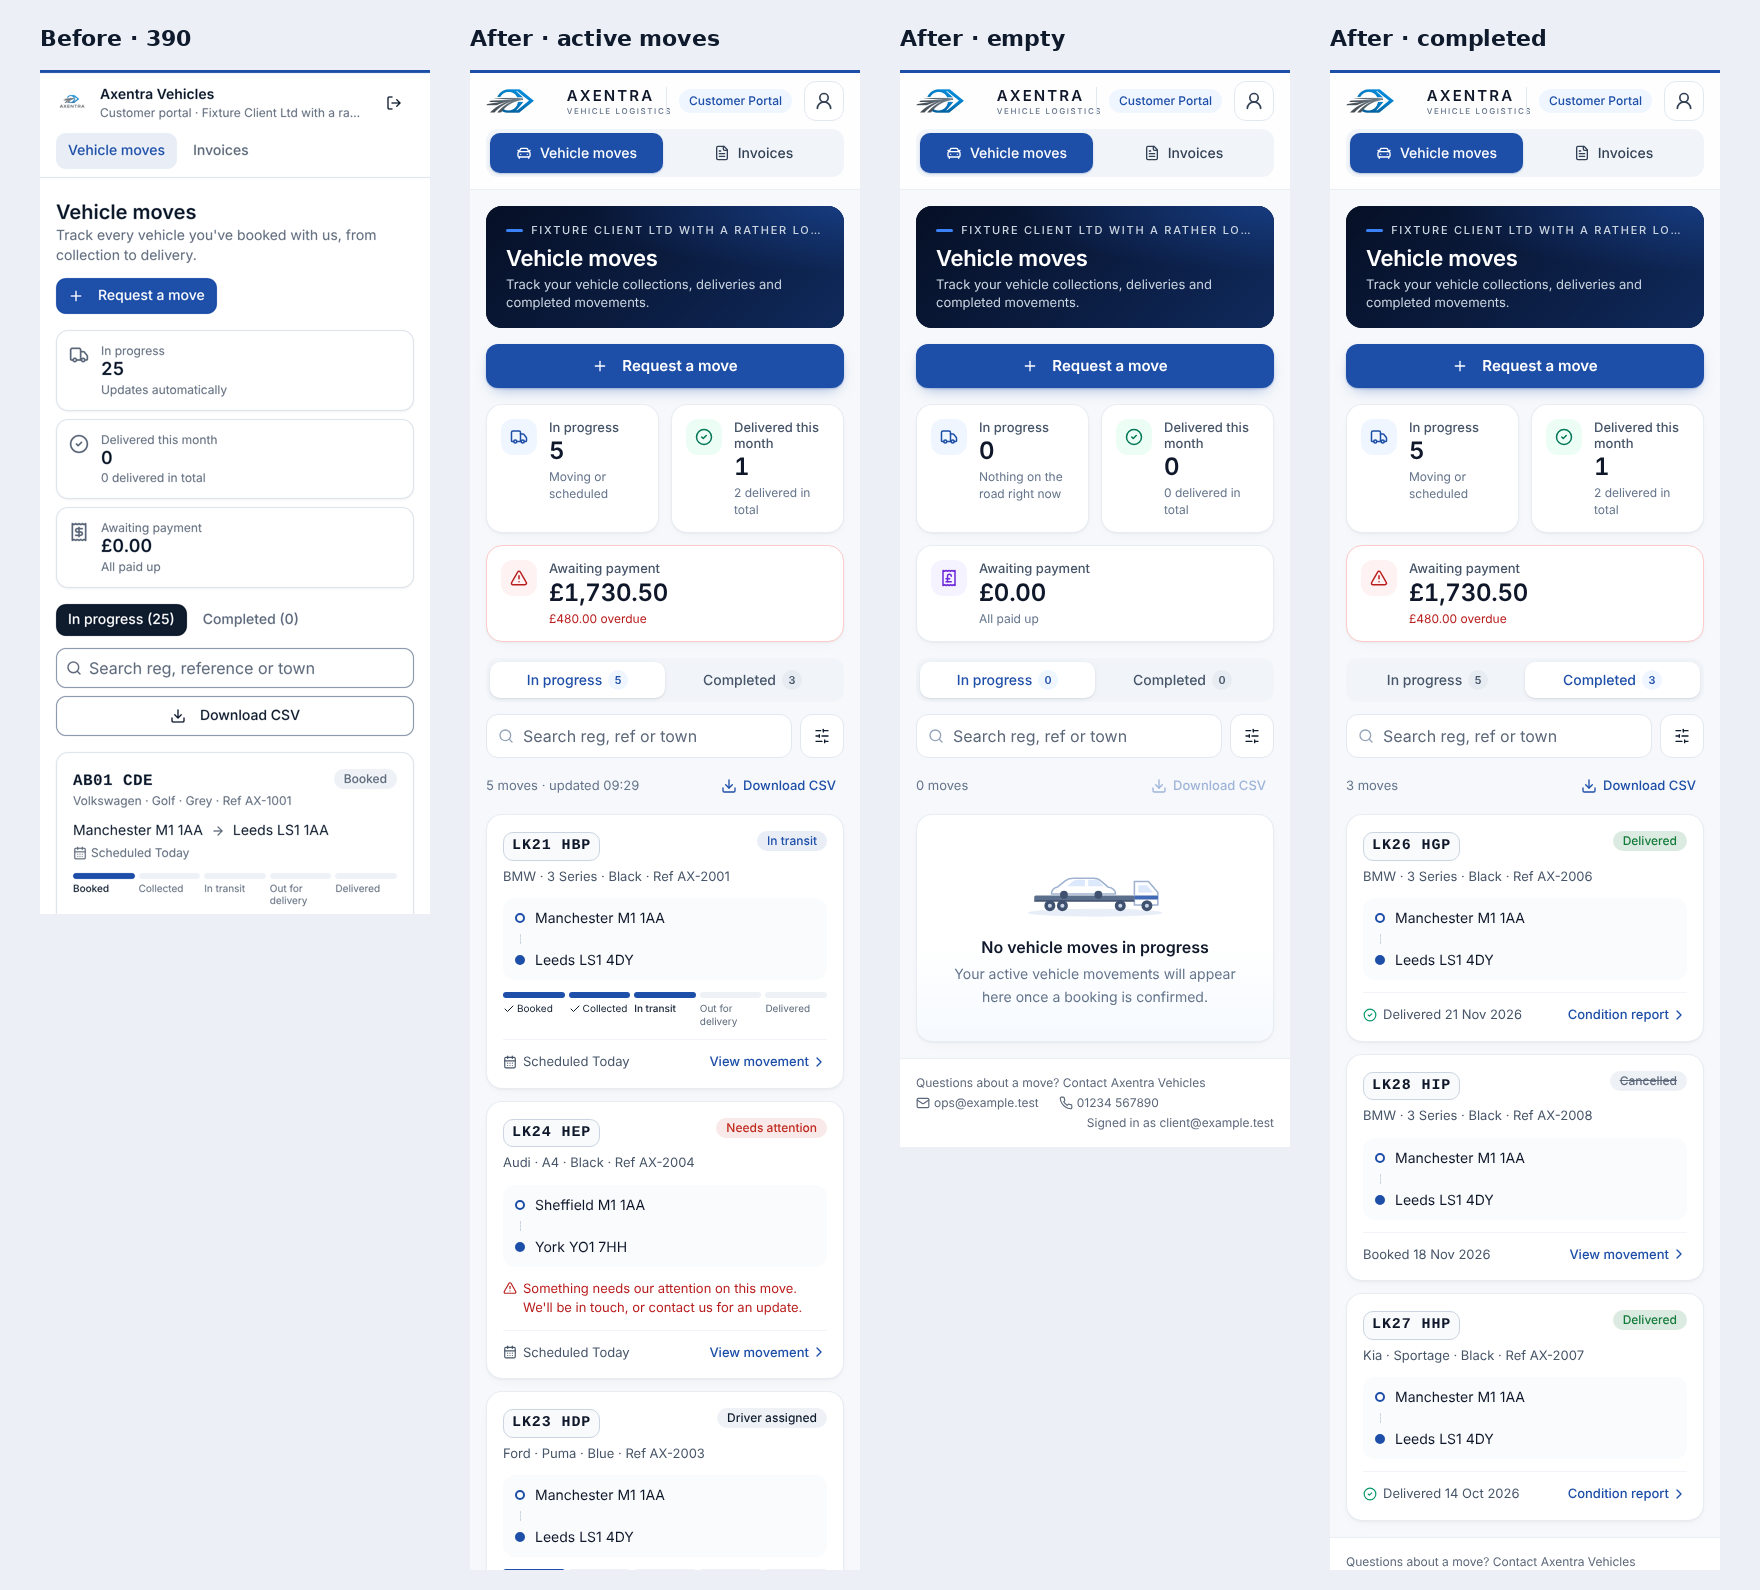 Before · 390
AXENTRA
Axentra Vehicles
Customer portal · Fixture Client Ltd with a ra...
Vehicle moves
Invoices
Vehicle moves
Track every vehicle you've booked with us, from
collection to delivery.
Request a move
In progress
25
Updates automatically
Delivered this month
0
0 delivered in total
Awaiting payment
£0.00
All paid up
In progress (25)
Completed (0)
Search reg, reference or town
Download CSV
AB01 CDE
Booked
Volkswagen · Golf · Grey · Ref AX-1001
Manchester M1 1AA → Leeds LS1 1AA
Scheduled Today
Booked
Collected
In transit
Out for
delivery
Delivered
After · active moves
AXENTRA
VEHICLE LOGISTICS
Customer Portal
Vehicle moves
Invoices
FIXTURE CLIENT LTD WITH A RATHER LO...
Vehicle moves
Track your vehicle collections, deliveries and
completed movements.
Request a move
In progress
5
Moving or
scheduled
Delivered this
month
1
2 delivered in
total
Awaiting payment
£1,730.50
£480.00 overdue
In progress 5
Completed 3
Search reg, ref or town
5 moves · updated 09:29
Download CSV
LK21 HBP
In transit
BMW · 3 Series · Black · Ref AX-2001
Manchester M1 1AA
Leeds LS1 4DY
Booked
Collected
In transit
Out for
delivery
Delivered
Scheduled Today
View movement
LK24 HEP
Needs attention
Audi · A4 · Black · Ref AX-2004
Sheffield M1 1AA
York YO1 7HH
Something needs our attention on this move.
We'll be in touch, or contact us for an update.
Scheduled Today
View movement
LK23 HDP
Driver assigned
Ford · Puma · Blue · Ref AX-2003
Manchester M1 1AA
Leeds LS1 4DY
After · empty
AXENTRA
VEHICLE LOGISTICS
Customer Portal
Vehicle moves
Invoices
FIXTURE CLIENT LTD WITH A RATHER LO...
Vehicle moves
Track your vehicle collections, deliveries and
completed movements.
Request a move
In progress
0
Nothing on the
road right now
Delivered this
month
0
0 delivered in
total
Awaiting payment
£0.00
All paid up
In progress 0
Completed 0
Search reg, ref or town
0 moves
Download CSV
No vehicle moves in progress
Your active vehicle movements will appear
here once a booking is confirmed.
Questions about a move? Contact Axentra Vehicles
ops@example.test
01234 567890
Signed in as client@example.test
After · completed
AXENTRA
VEHICLE LOGISTICS
Customer Portal
Vehicle moves
Invoices
FIXTURE CLIENT LTD WITH A RATHER LO...
Vehicle moves
Track your vehicle collections, deliveries and
completed movements.
Request a move
In progress
5
Moving or
scheduled
Delivered this
month
1
2 delivered in
total
Awaiting payment
£1,730.50
£480.00 overdue
In progress 5
Completed 3
Search reg, ref or town
3 moves
Download CSV
LK26 HGP
Delivered
BMW · 3 Series · Black · Ref AX-2006
Manchester M1 1AA
Leeds LS1 4DY
Delivered 21 Nov 2026
Condition report
LK28 HIP
Cancelled
BMW · 3 Series · Black · Ref AX-2008
Manchester M1 1AA
Leeds LS1 4DY
Booked 18 Nov 2026
View movement
LK27 HHP
Delivered
Kia · Sportage · Black · Ref AX-2007
Manchester M1 1AA
Leeds LS1 4DY
Delivered 14 Oct 2026
Condition report
Questions about a move? Contact Axentra Vehicles